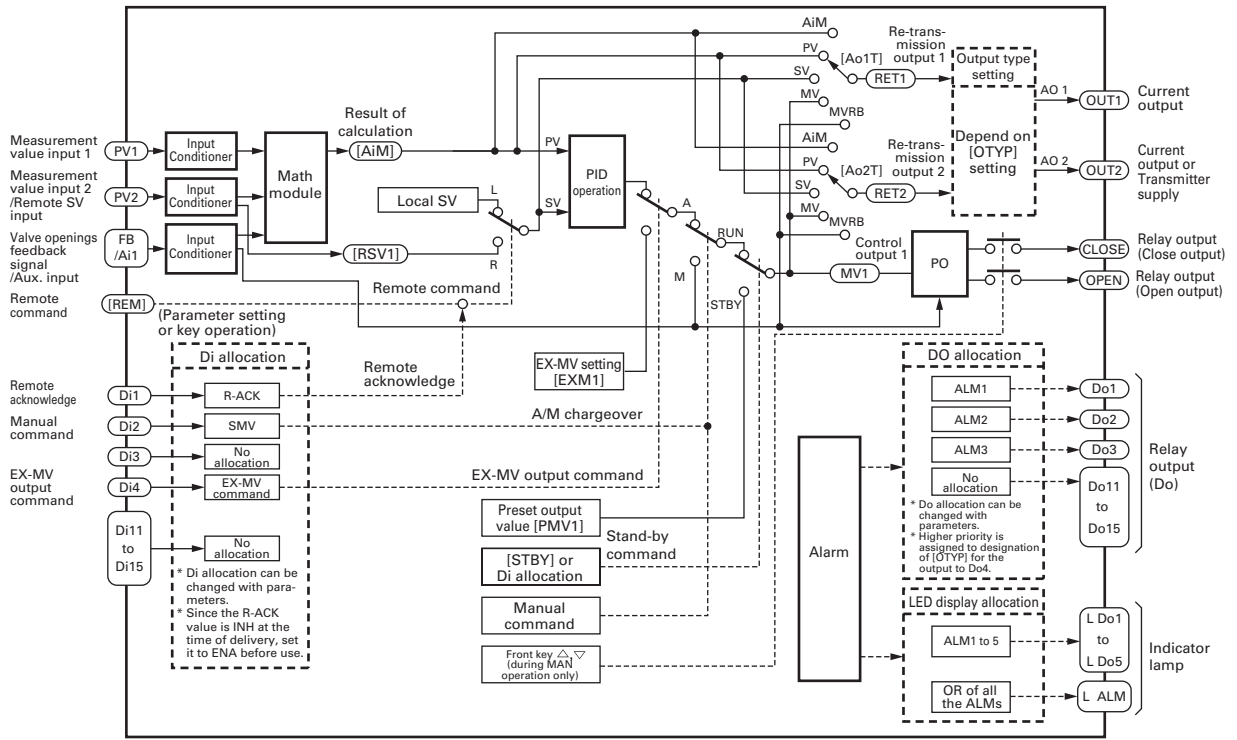 Measurement
value input 1
PV1
Input
Conditioner
Measurement
value input 2
/Remote SV
input
PV2
Input
Conditioner
Valve openings
feedback
signal
/Aux. input
FB
/Ai1
Input
Conditioner
Remote
command
[REM]
(Parameter setting
or key operation)
Math
module
Result of
calculation
[AiM]
Local SV
[RSV1]
L
R
Remote command
PV
SV
PID
operation
A
M
RUN
STBY
EX-MV setting
[EXM1]
AiM
PV
SV
MV
MVRB
[Ao1T]
Re-trans-
mission
output 1
RET1
AiM
PV
SV
MV
MVRB
[Ao2T]
Re-trans-
mission
output 2
RET2
Output type
setting
Depend on
[OTYP]
setting
AO 1
OUT1
Current
output
AO 2
OUT2
Current
output or
Transmitter
supply
Control
output 1
MV1
PO
CLOSE
Relay output
(Close output)
OPEN
Relay output
(Open output)
Di allocation
Remote
acknowledge
Di1
R-ACK
Remote
acknowledge
Manual
command
Di2
SMV
A/M chargeover
Di3
No
allocation
EX-MV
output
command
Di4
EX-MV
command
EX-MV output command
Di11
to
Di15
No
allocation
* Di allocation can be
changed with para-
meters.
* Since the R-ACK
value is INH at the
time of delivery, set
it to ENA before use.
Preset output
value [PMV1]
Stand-by
command
[STBY] or
Di allocation
Manual
command
Front key △, ▽
(during MAN
operation only)
Alarm
DO allocation
ALM1
Do1
ALM2
Do2
ALM3
Do3
No
allocation
Do11
to
Do15
Relay
output
(Do)
* Do allocation can be
changed with
parameters.
* Higher priority is
assigned to designation
of [OTYP] for the
output to Do4.
LED display allocation
ALM1 to 5
L Do1
to
L Do5
OR of all
the ALMs
L ALM
Indicator
lamp